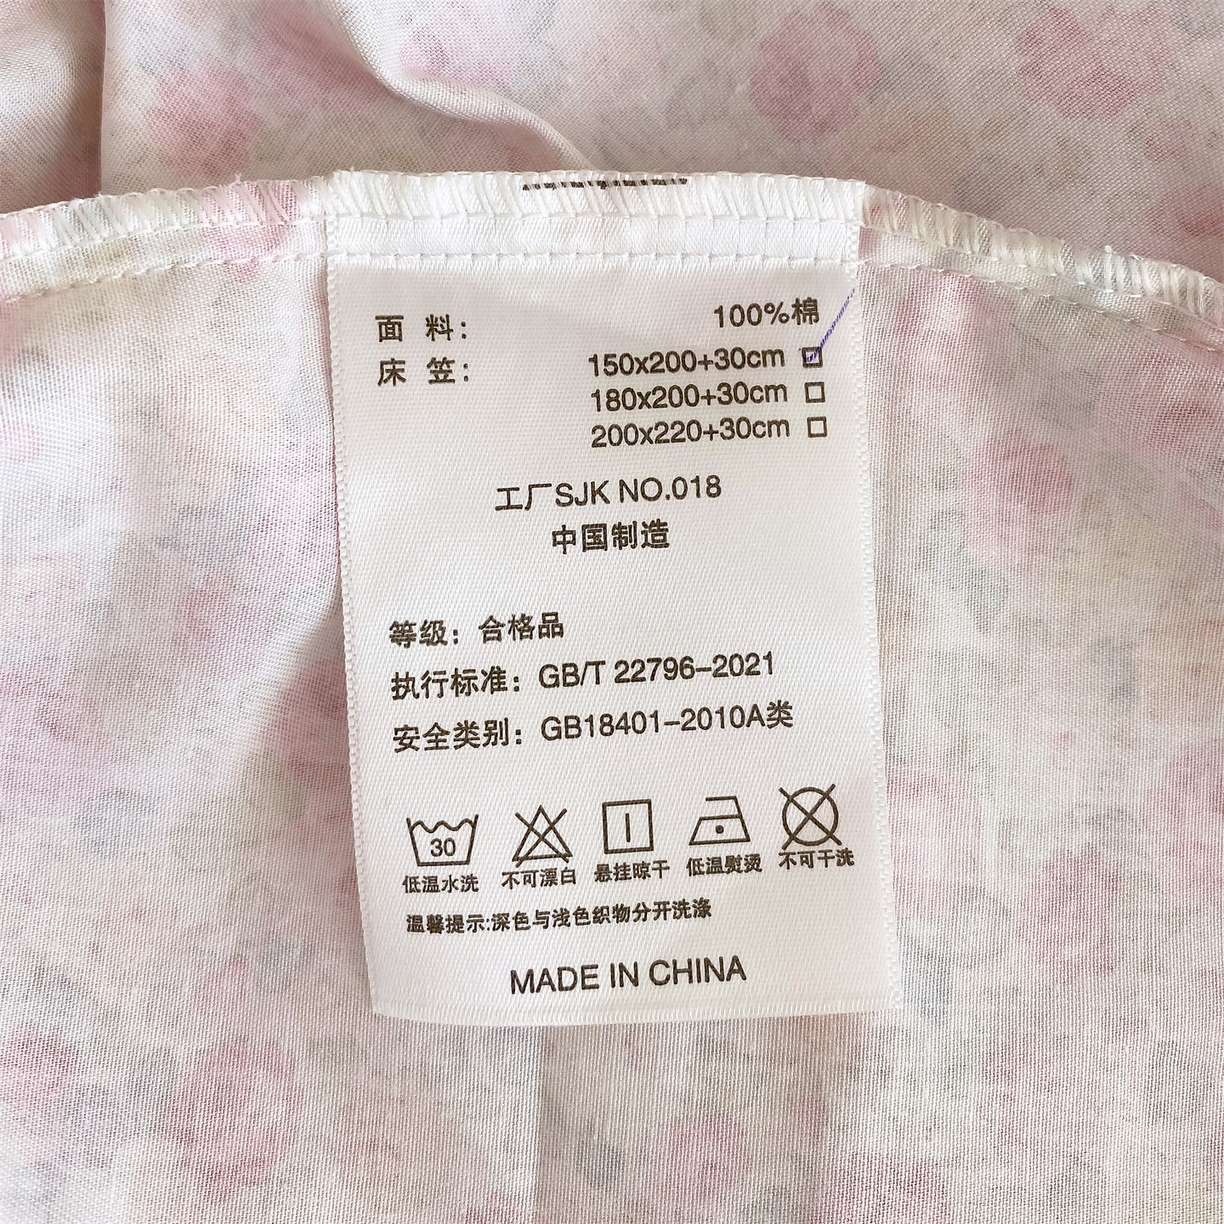 面 料： 100%棉
床 笠： 150x200+30cm ☑
180x200+30cm □
200x220+30cm □
工厂SJK NO.018
中国制造
等级：合格品
执行标准：GB/T 22796-2021
安全类别：GB18401-2010A类
30
低温水洗 不可漂白 悬挂晾干 低温熨烫 不可干洗
温馨提示:深色与浅色织物分开洗涤
MADE IN CHINA